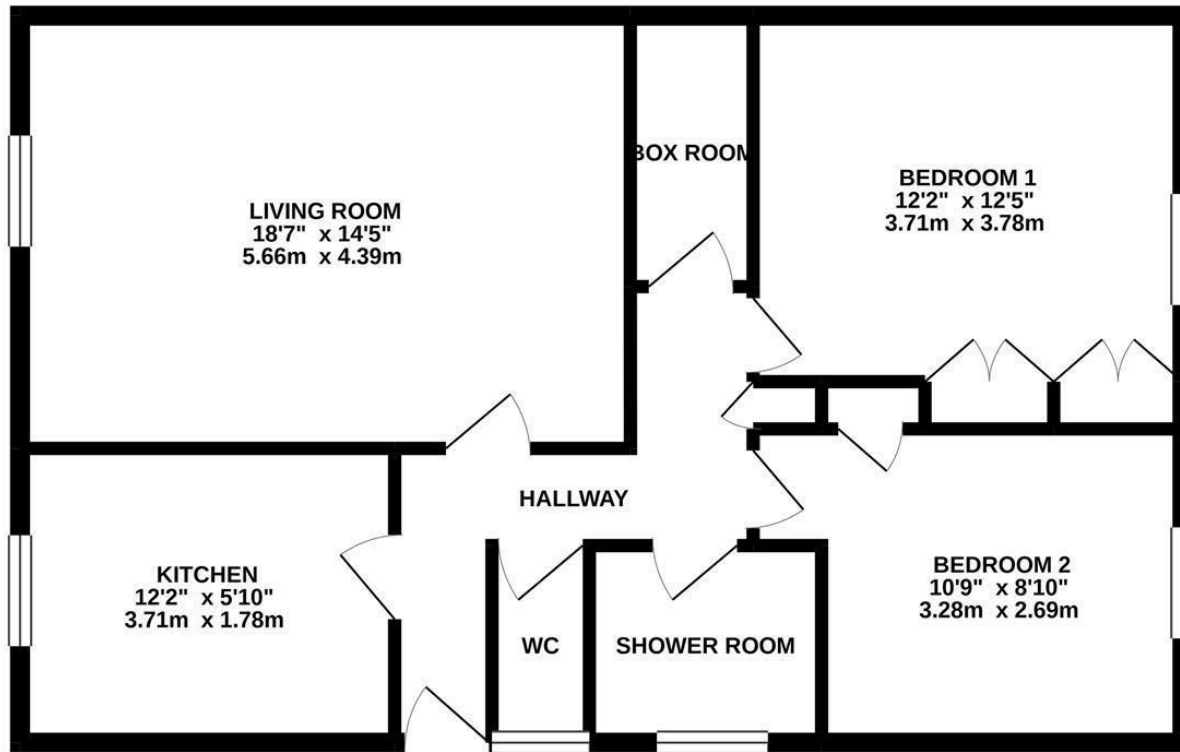 BOX ROOM
BEDROOM 1
12'2" x 12'5"
3.71m x 3.78m
LIVING ROOM
18'7" x 14'5"
5.66m x 4.39m
HALLWAY
KITCHEN
12'2" x 5'10"
3.71m x 1.78m
BEDROOM 2
10'9" x 8'10"
3.28m x 2.69m
WC
SHOWER ROOM